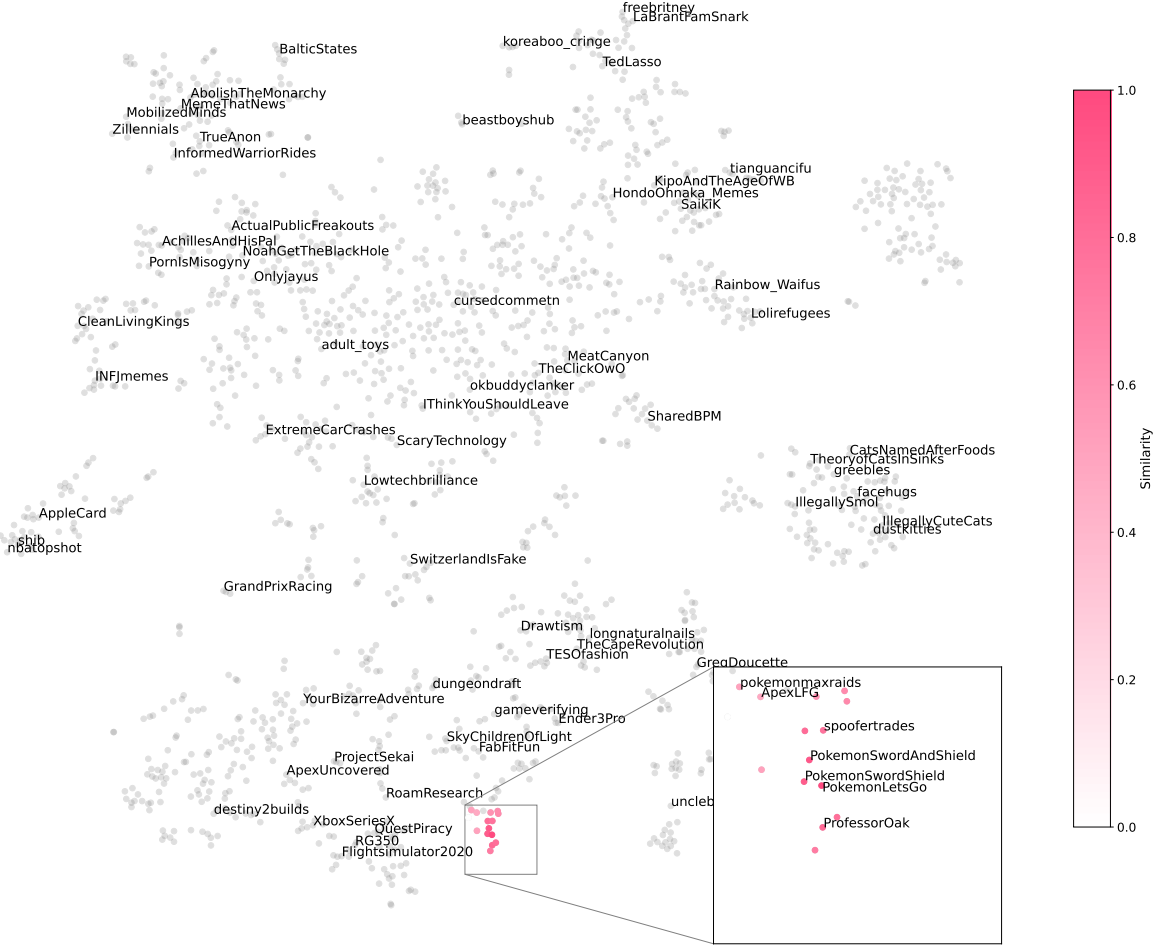 freebritney
LaBrantFamSnark
koreaboo_cringe
BalticStates
TedLasso
AbolishTheMonarchy
MemeThatNews
MobilizedMinds
beastboyshub
Zillennials
TrueAnon
InformedWarriorRides
tianguancifu
KipoAndTheAgeOfWB
HondoOhnaka_Memes
SaikiK
ActualPublicFreakouts
AchillesAndHisPal
NoahGetTheBlackHole
PornIsMisogyny
Onlyjayus
Rainbow_Waifus
cursedcommetn
Lolirefugees
CleanLivingKings
adult_toys
MeatCanyon
TheClickOwO
INFJmemes
okbuddyclanker
IThinkYouShouldLeave
SharedBPM
ExtremeCarCrashes
ScaryTechnology
CatsNamedAfterFoods
TheoryofCatsInSinks
greebles
Lowtechbrilliance
facehugs
IllegallySmol
AppleCard
IllegallyCuteCats
dustkitties
shib
nbatopshot
SwitzerlandIsFake
GrandPrixRacing
Drawtism
longnaturalnails
TheCapeRevolution
TESOfashion
GregDoucette
dungeondraft
YourBizarreAdventure
gameverifying
Ender3Pro
SkyChildrenOfLight
FabFitFun
ProjectSekai
ApexUncovered
RoamResearch
uncleb
destiny2builds
XboxSeriesX
QuestPiracy
RG350
Flightsimulator2020
pokemonmaxraids
ApexLFG
spoofertrades
PokemonSwordAndShield
PokemonSwordShield
PokemonLetsGo
ProfessorOak
1.0
0.8
0.6
0.4
0.2
0.0
Similarity